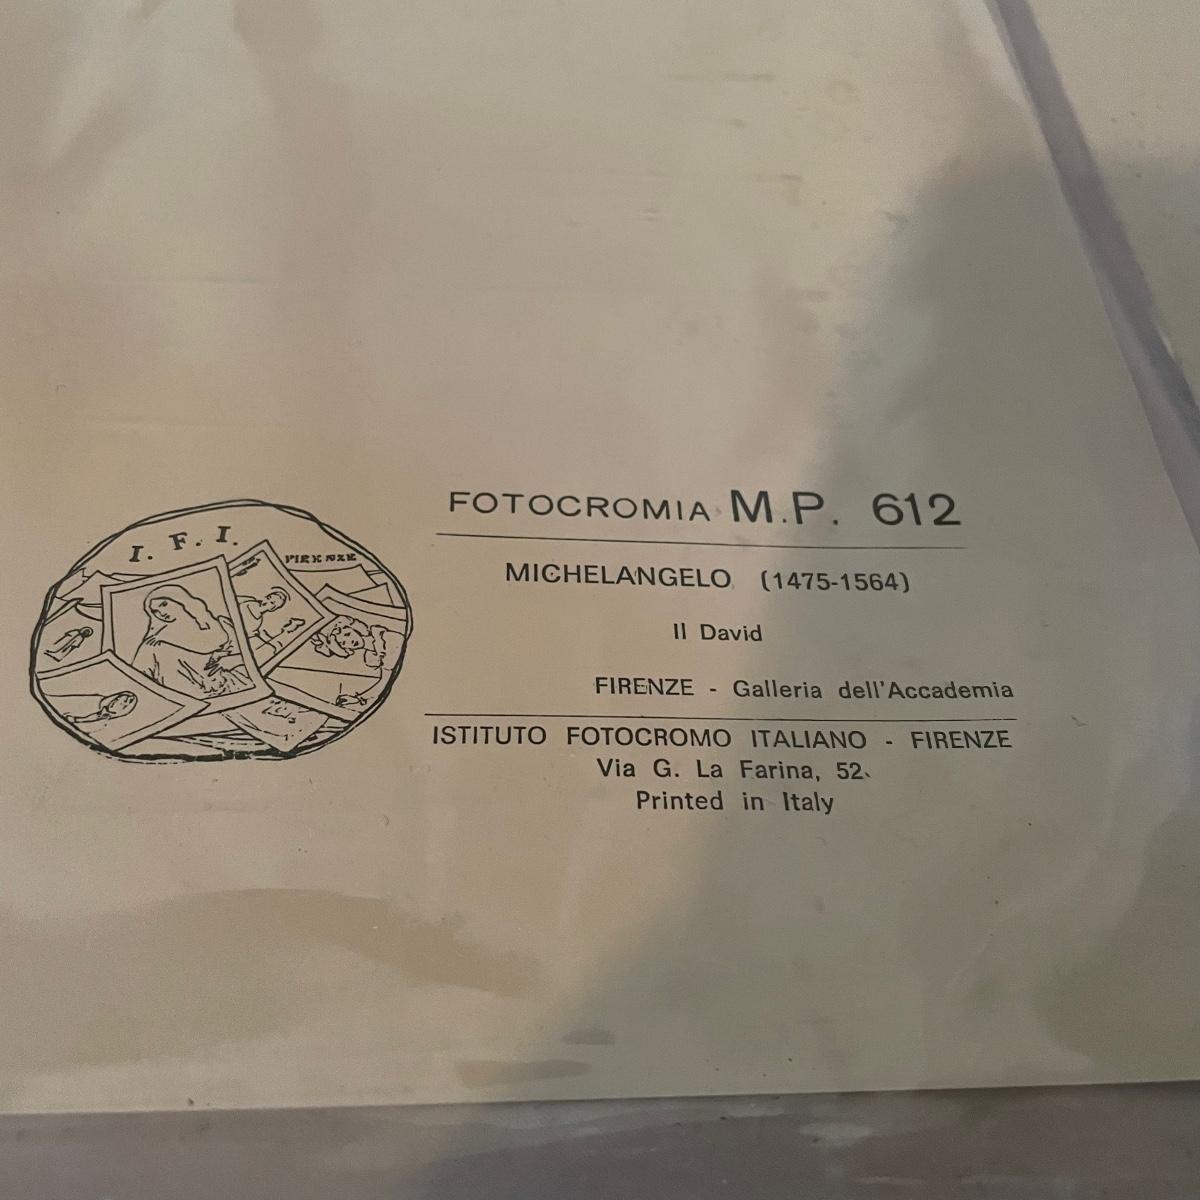 I. F. I.
FIRENZE
FOTOCROMIA M.P. 612
MICHELANGELO (1475-1564)
Il David
FIRENZE - Galleria dell'Accademia
ISTITUTO FOTOCROMO ITALIANO - FIRENZE
Via G. La Farina, 52.
Printed in Italy